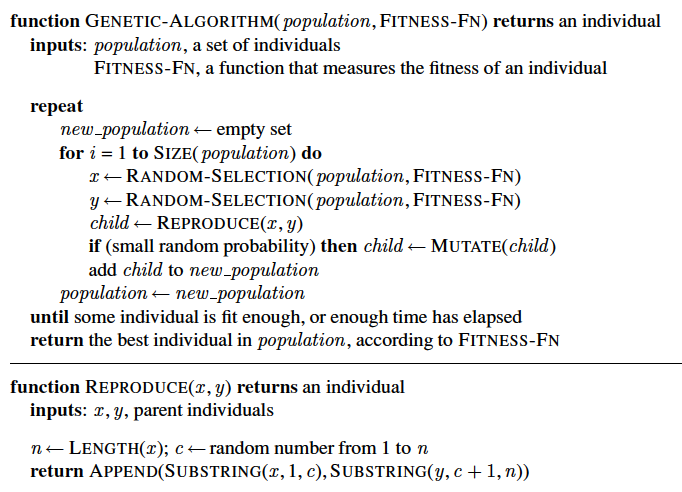 function GENETIC-ALGORITHM(population, FITNESS-FN) returns an individual
inputs: population, a set of individuals
FITNESS-FN, a function that measures the fitness of an individual
repeat
new_population ← empty set
for i = 1 to SIZE(population) do
x ← RANDOM-SELECTION(population, FITNESS-FN)
y ← RANDOM-SELECTION(population, FITNESS-FN)
child ← REPRODUCE(x, y)
if (small random probability) then child ← MUTATE(child)
add child to new_population
population ← new_population
until some individual is fit enough, or enough time has elapsed
return the best individual in population, according to FITNESS-FN
function REPRODUCE(x, y) returns an individual
inputs: x, y, parent individuals
n ← LENGTH(x); c ← random number from 1 to n
return APPEND(SUBSTRING(x, 1, c), SUBSTRING(y, c + 1, n))